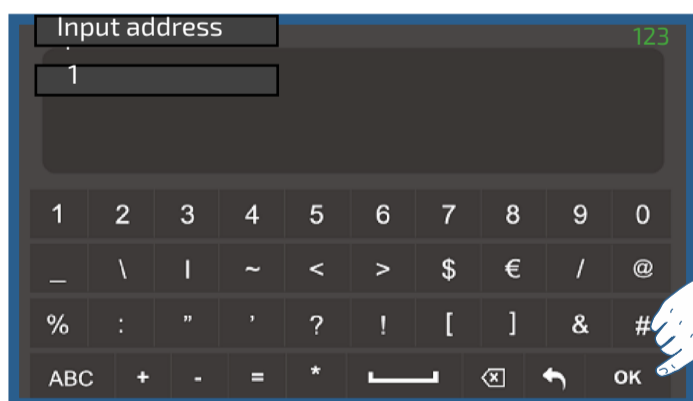 Input address
123
1
1 2 3 4 5 6 7 8 9 0
_ \ | ~ < > $ € / @
% : " ' ? ! [ ] & #
ABC + - = * OK